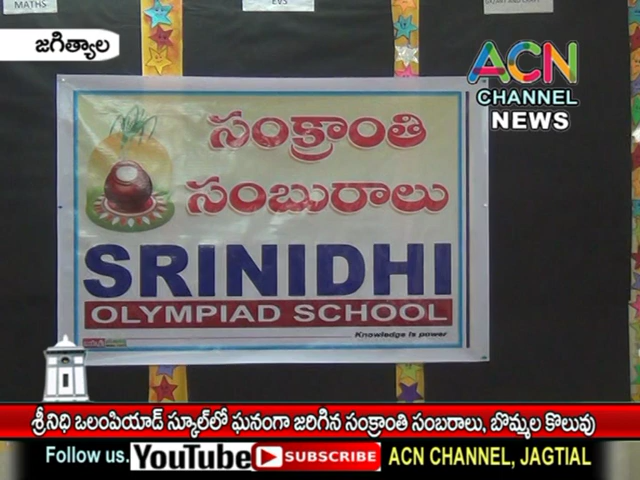 MATHS
EVS
జగిత్యాల
ACN
CHANNEL
NEWS
సంక్రాంతి
సంబురాలు
SRINIDHI
OLYMPIAD SCHOOL
Knowledge is power
శ్రీనిధి ఒలంపియాడ్ స్కూల్‌లో ఘనంగా జరిగిన సంక్రాంతి సంబరాలు, బొమ్మల కొలువు
Follow us. YouTube SUBSCRIBE ACN CHANNEL, JAGTIAL